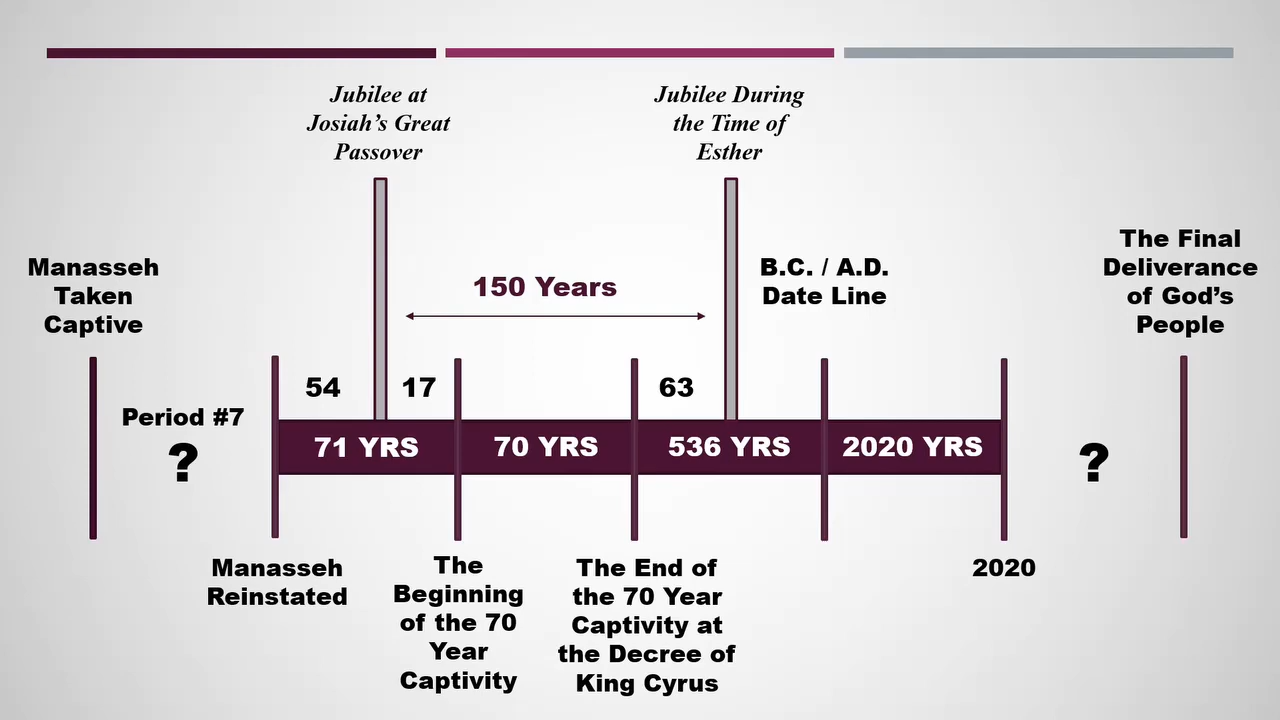 Jubilee at
Josiah's Great
Passover
Jubilee During
the Time of
Esther
Manasseh
Taken
Captive
150 Years
B.C. / A.D.
Date Line
The Final
Deliverance
of God's
People
54
17
63
Period #7
?
71 YRS
70 YRS
536 YRS
2020 YRS
?
Manasseh
Reinstated
The
Beginning
of the 70
Year
Captivity
The End of
the 70 Year
Captivity at
the Decree of
King Cyrus
2020